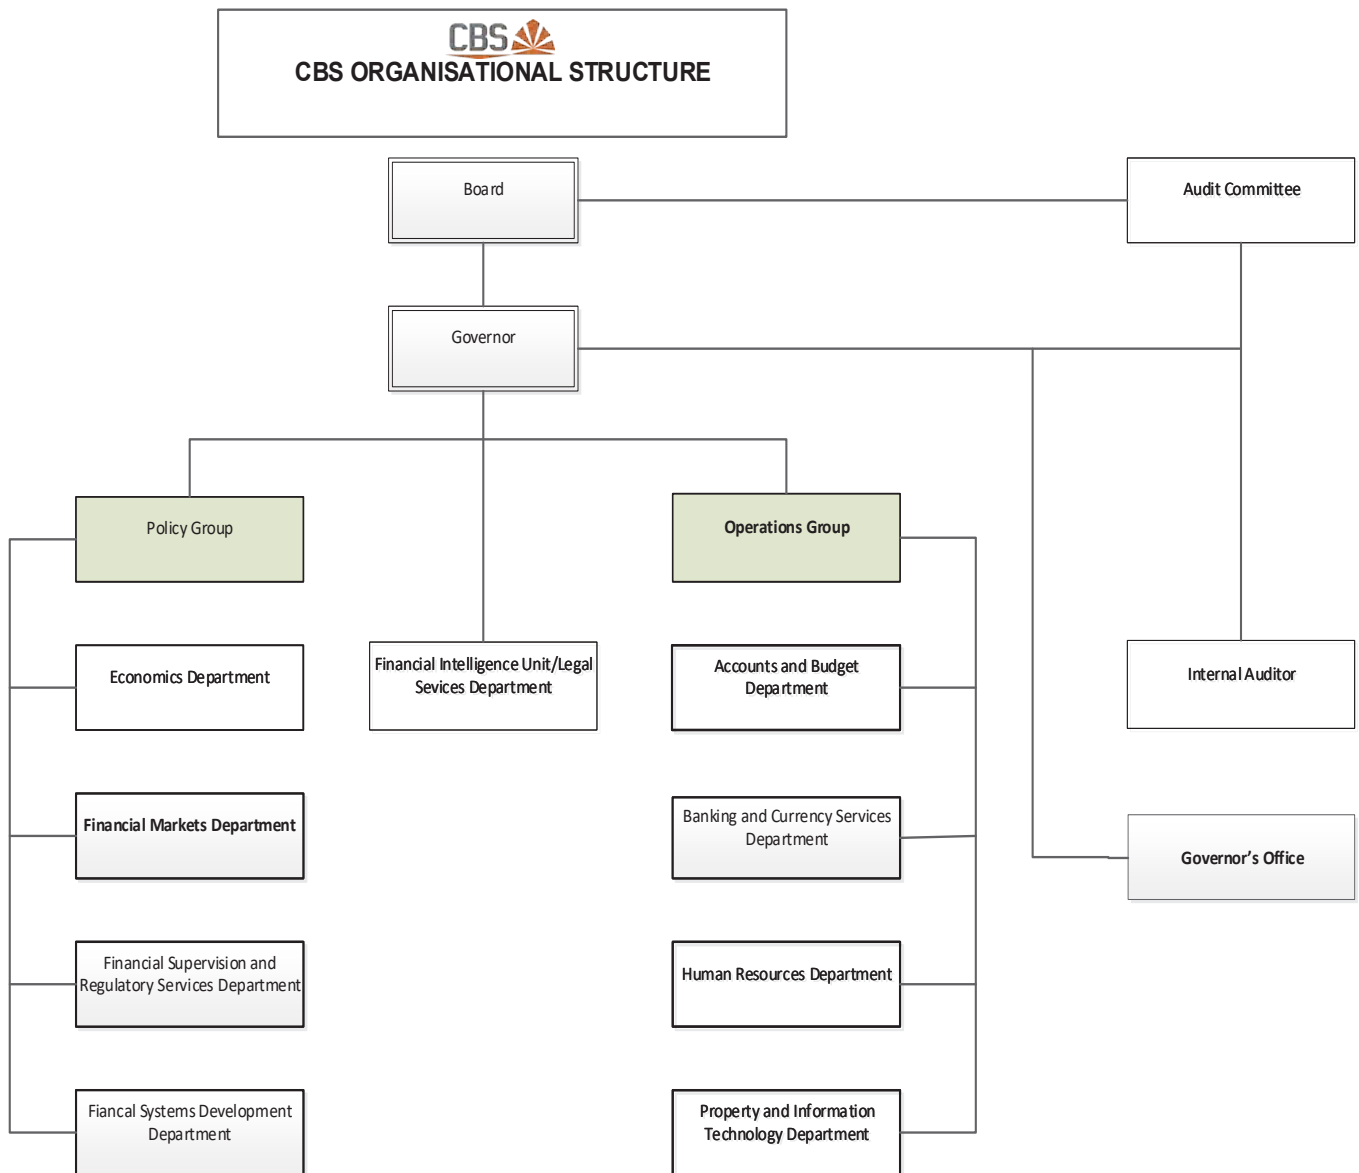 CBS
CBS ORGANISATIONAL STRUCTURE
Board
Audit Committee
Governor
Policy Group
Operations Group
Economics Department
Financial Intelligence Unit/Legal
Sevices Department
Accounts and Budget
Department
Internal Auditor
Financial Markets Department
Banking and Currency Services
Department
Governor’s Office
Financial Supervision and
Regulatory Services Department
Human Resources Department
Fiancal Systems Development
Department
Property and Information
Technology Department